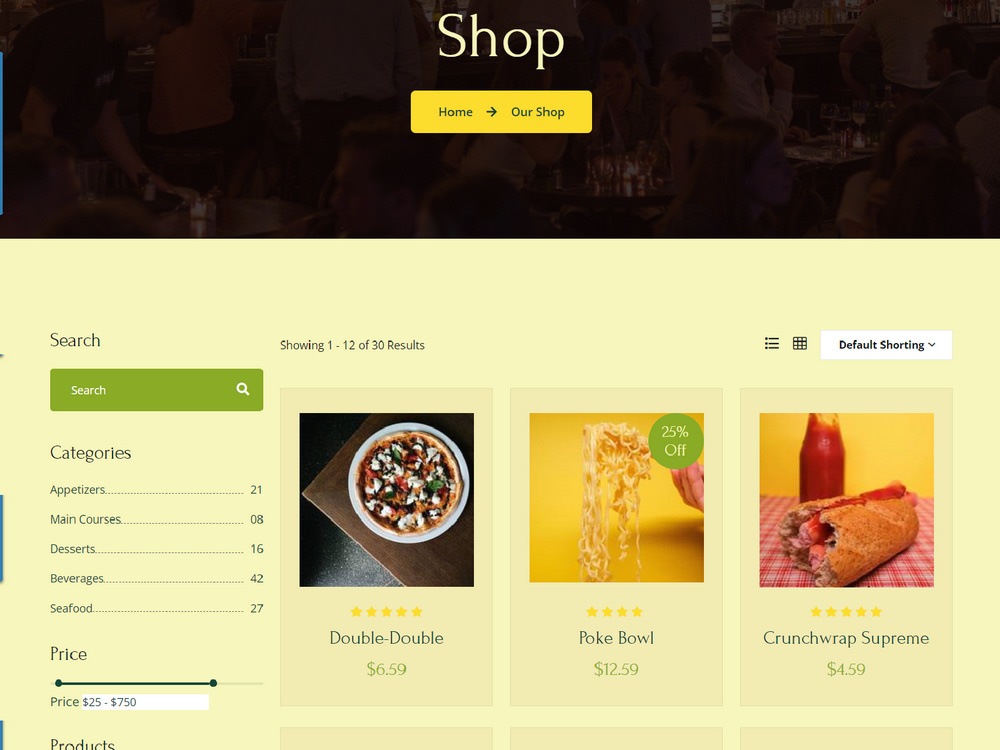 Shop
Home → Our Shop
Search
Search
Categories
Appetizers 21
Main Courses 08
Desserts 16
Beverages 42
Seafood 27
Price
Price $25 - $750
Products
Showing 1 - 12 of 30 Results
Default Shorting
Double-Double
$6.59
25%
Off
Poke Bowl
$12.59
Crunchwrap Supreme
$4.59